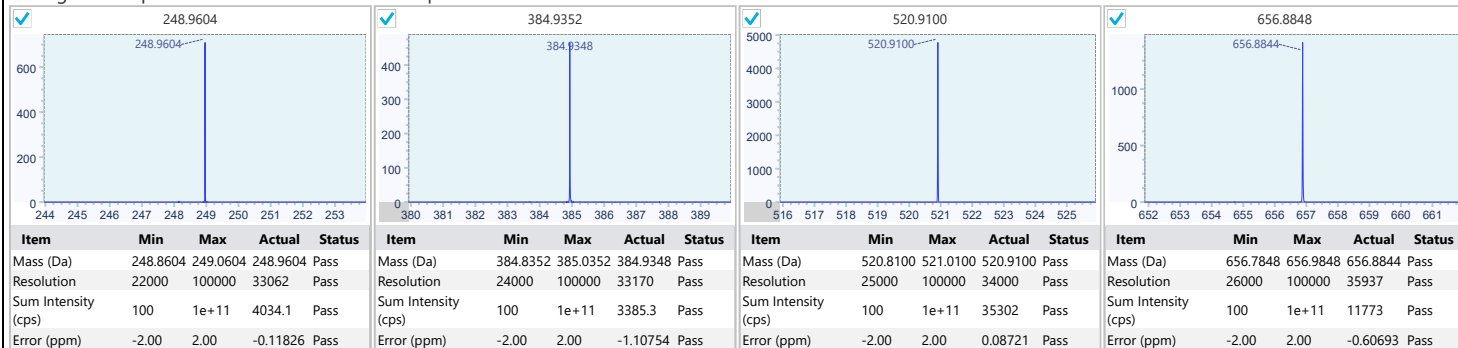 248.9604
248.9604
600
400
200
0
244 245 246 247 248 249 250 251 252 253
Item Min Max Actual Status
Mass (Da) 248.8604 249.0604 248.9604 Pass
Resolution 22000 100000 33062 Pass
Sum Intensity (cps) 100 1e+11 4034.1 Pass
Error (ppm) -2.00 2.00 -0.11826 Pass
384.9352
384.9348
400
300
200
100
0
380 381 382 383 384 385 386 387 388 389
Item Min Max Actual Status
Mass (Da) 384.8352 385.0352 384.9348 Pass
Resolution 24000 100000 33170 Pass
Sum Intensity (cps) 100 1e+11 3385.3 Pass
Error (ppm) -2.00 2.00 -1.10754 Pass
520.9100
520.9100
5000
4000
3000
2000
1000
0
516 517 518 519 520 521 522 523 524 525
Item Min Max Actual Status
Mass (Da) 520.8100 521.0100 520.9100 Pass
Resolution 25000 100000 34000 Pass
Sum Intensity (cps) 100 1e+11 35302 Pass
Error (ppm) -2.00 2.00 0.08721 Pass
656.8848
656.8844
1000
500
0
652 653 654 655 656 657 658 659 660 661
Item Min Max Actual Status
Mass (Da) 656.7848 656.9848 656.8844 Pass
Resolution 26000 100000 35937 Pass
Sum Intensity (cps) 100 1e+11 11773 Pass
Error (ppm) -2.00 2.00 -0.60693 Pass